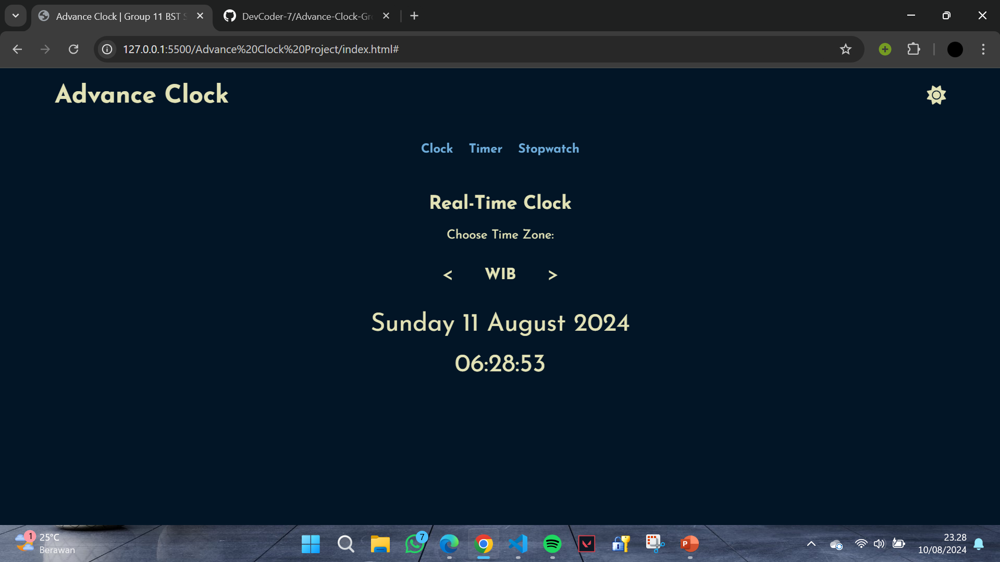 Advance Clock | Group 11 BST
DevCoder-7/Advance-Clock-Gr
127.0.0.1:5500/Advance%20Clock%20Project/index.html#
Advance Clock
Clock Timer Stopwatch
Real-Time Clock
Choose Time Zone:
< WIB >
Sunday 11 August 2024
06:28:53
1
25°C
Berawan
7
P
23.28
10/08/2024